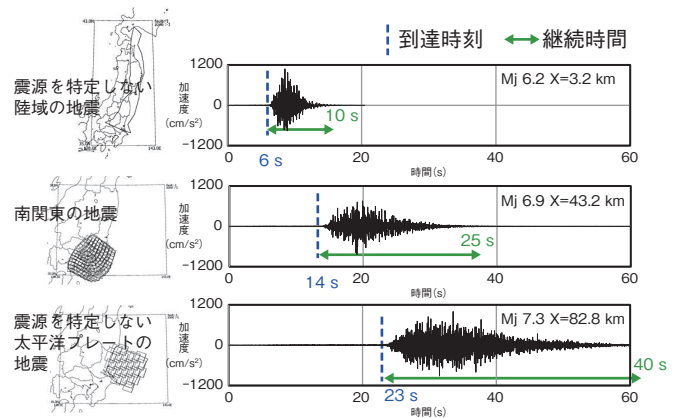 到達時刻 継続時間
震源を特定しない
陸域の地震
加速度
(cm/s²)
1200
0
-1200
Mj 6.2 X=3.2 km
10 s
6 s
0 20 40 60
時間(s)
南関東の地震
加速度
(cm/s²)
1200
0
-1200
Mj 6.9 X=43.2 km
25 s
14 s
0 20 40 60
時間(s)
震源を特定しない
太平洋プレートの
地震
加速度
(cm/s²)
1200
0
-1200
Mj 7.3 X=82.8 km
40 s
23 s
0 20 40 60
時間(s)